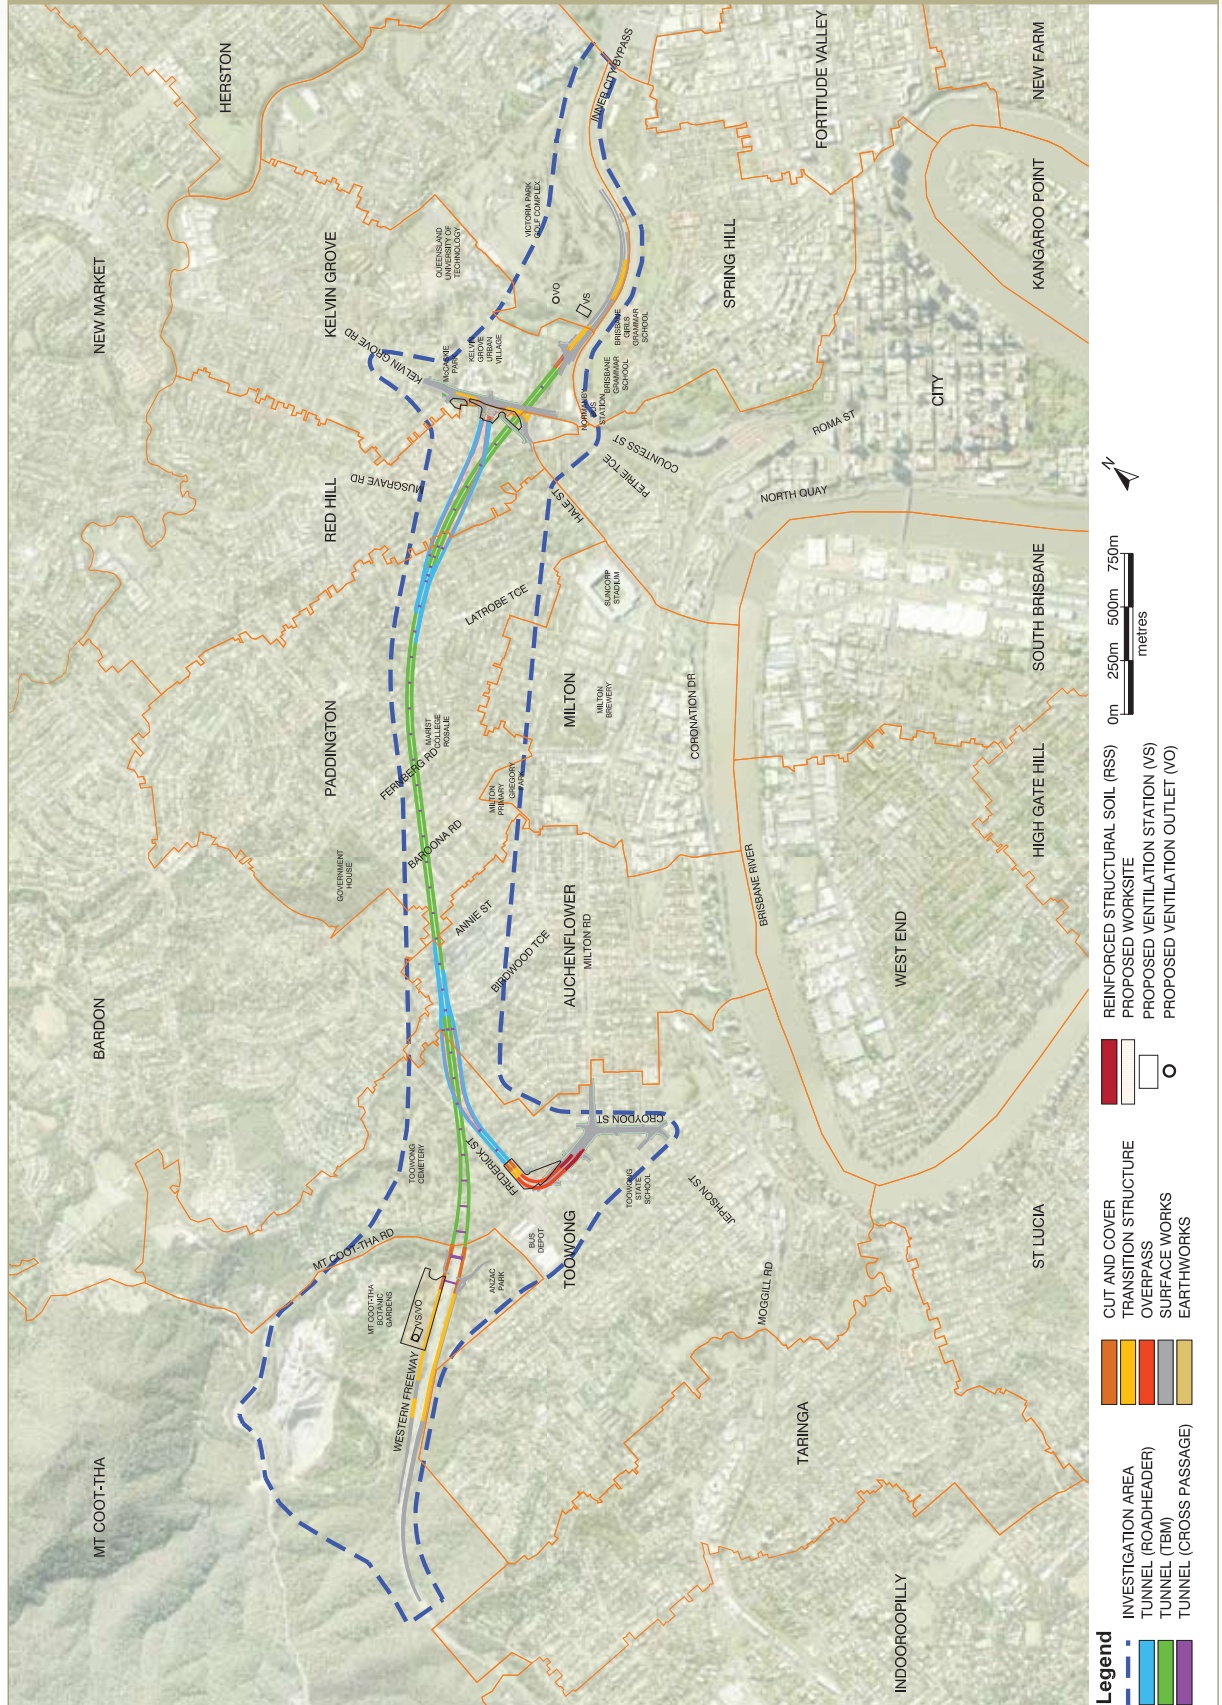 MT COOT-THA
BARDON
NEW MARKET
HERSTON
GOVERNMENT
HOUSE
PADDINGTON
RED HILL
KELVIN GROVE
MUSGRAVE RD
KELVIN GROVE RD
McCASKIE
PARK
KELVIN
GROVE
URBAN
VILLAGE
QUEENSLAND
UNIVERSITY OF
TECHNOLOGY
VICTORIA PARK
GOLF COMPLEX
VO
VS
INNER CITY BYPASS
WESTERN FREEWAY
MT COOT-THA
BOTANIC
GARDENS
VS/VO
MT COOT-THA RD
TOOWONG
CEMETERY
FREDERICK ST
ANZAC
PARK
BUS
DEPOT
TOOWONG
TOOWONG
STATE
SCHOOL
CROYDON ST
JEPHSON ST
MOGGILL RD
BIRDWOOD TCE
ANNIE ST
BAROONA RD
FERNBERG RD
MARIST
COLLEGE
ROSALIE
MILTON
PRIMARY
GREGORY
PARK
LATROBE TCE
AUCHENFLOWER
MILTON RD
MILTON
MILTON
BREWERY
SUNCORP
STADIUM
HALE ST
PETRIE TCE
COUNTESS ST
NORMANBY
BUS
STATION
BRISBANE
GRAMMAR
SCHOOL
BRISBANE
GIRLS
GRAMMAR
SCHOOL
SPRING HILL
FORTITUDE VALLEY
CORONATION DR
BRISBANE RIVER
NORTH QUAY
ROMA ST
CITY
TARINGA
WEST END
INDOOROOPILLY
ST LUCIA
HIGH GATE HILL
SOUTH BRISBANE
KANGAROO POINT
NEW FARM
Legend
INVESTIGATION AREA
TUNNEL (ROADHEADER)
TUNNEL (TBM)
TUNNEL (CROSS PASSAGE)
CUT AND COVER
TRANSITION STRUCTURE
OVERPASS
SURFACE WORKS
EARTHWORKS
REINFORCED STRUCTURAL SOIL (RSS)
PROPOSED WORKSITE
PROPOSED VENTILATION STATION (VS)
PROPOSED VENTILATION OUTLET (VO)
0m 250m 500m 750m
metres
N